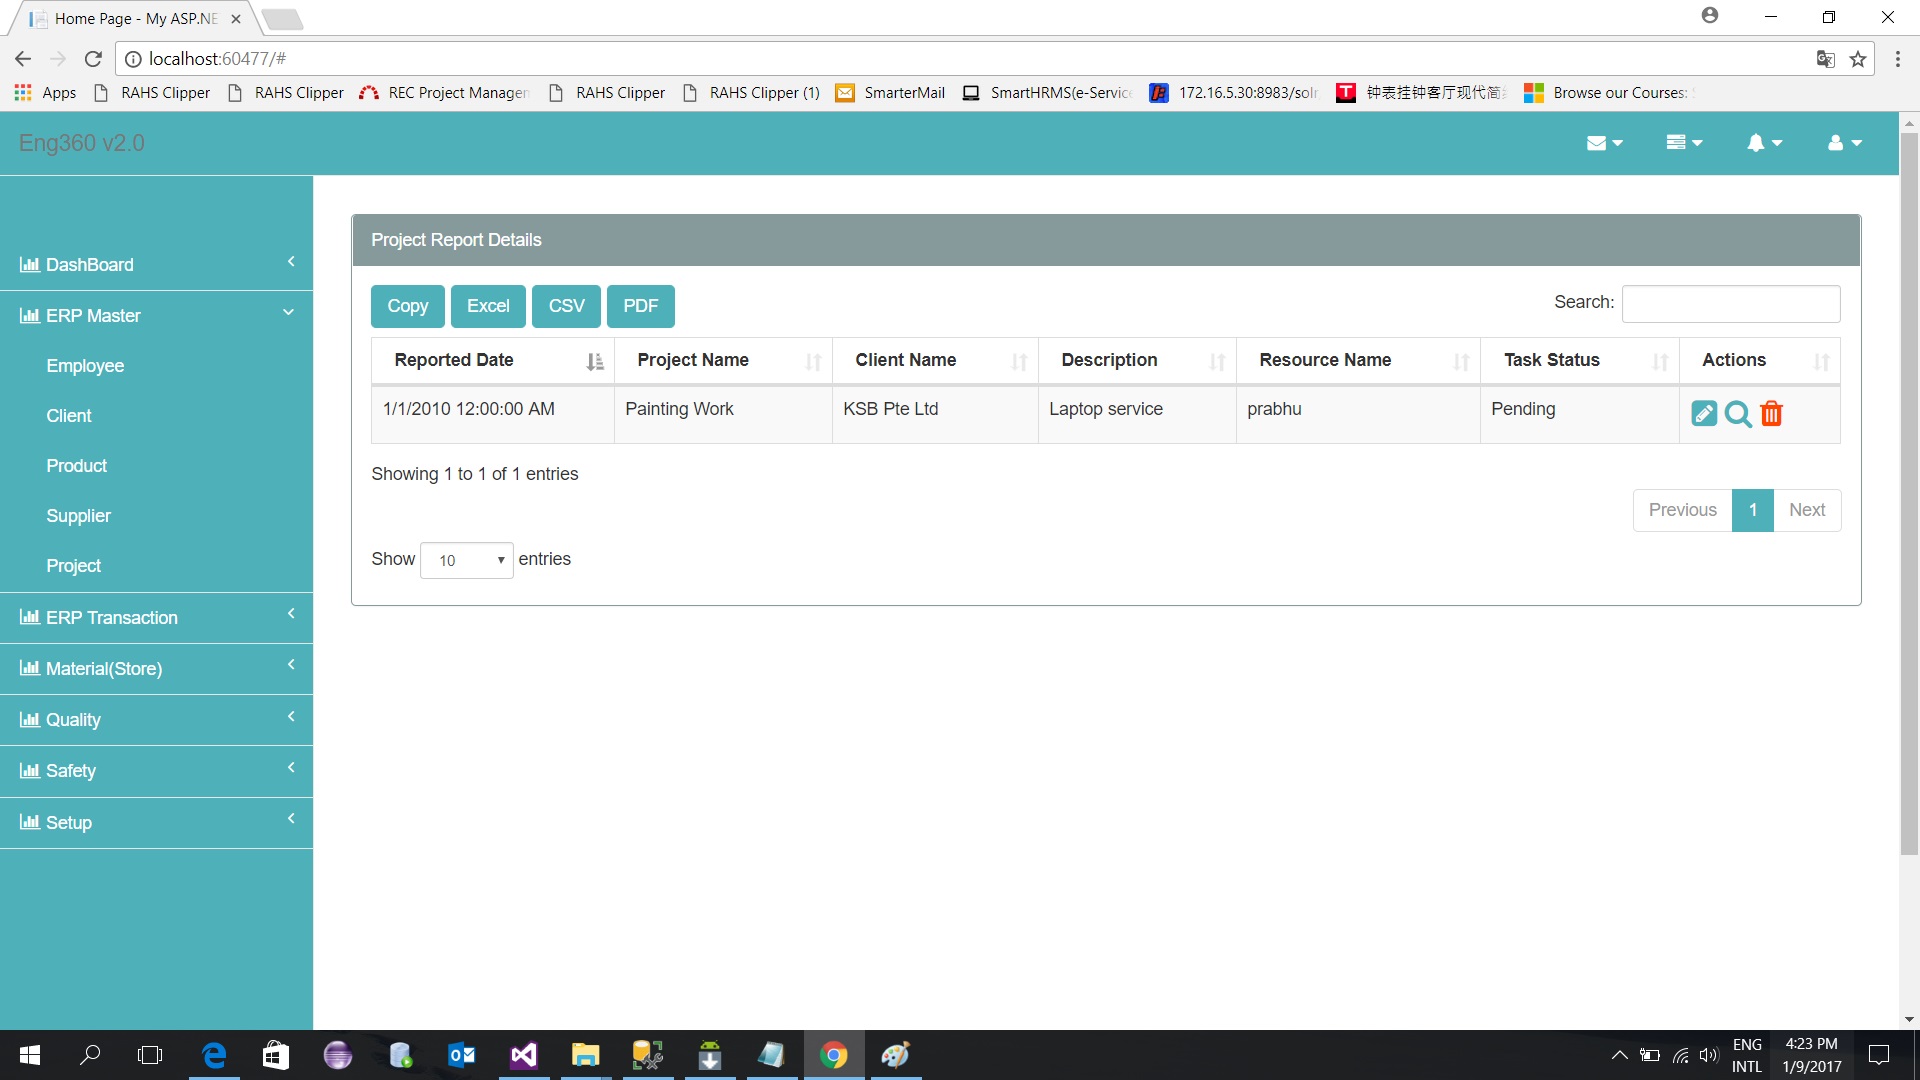 Home Page - My ASP.NE
localhost:60477/#
Apps RAHS Clipper RAHS Clipper REC Project Manager RAHS Clipper RAHS Clipper (1) SmarterMail SmartHRMS(e-Service 172.16.5.30:8983/solr 钟表挂钟客厅现代简 Browse our Courses:
Eng360 v2.0
DashBoard
ERP Master
Employee
Client
Product
Supplier
Project
ERP Transaction
Material(Store)
Quality
Safety
Setup
Project Report Details
Copy Excel CSV PDF
Search:
Reported Date Project Name Client Name Description Resource Name Task Status Actions
1/1/2010 12:00:00 AM Painting Work KSB Pte Ltd Laptop service prabhu Pending
Showing 1 to 1 of 1 entries
Previous 1 Next
Show 10 entries
ENG
INTL
4:23 PM
1/9/2017